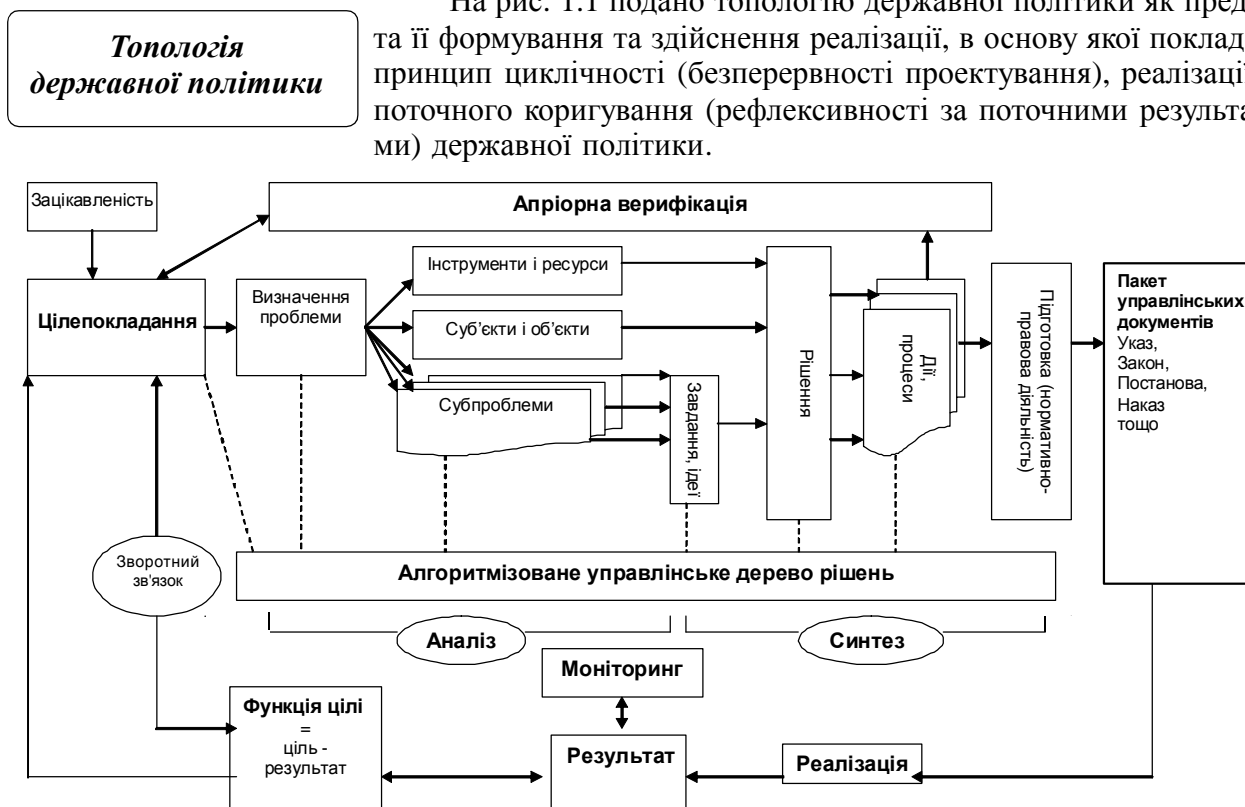 Топологія
державної політики
На рис. 1.1 подано топологію державної політики як пред
та її формування та здійснення реалізації, в основу якої поклад
принцип циклічності (безперервності проектування), реалізації
поточного коригування (рефлексивності за поточними результа
ми) державної політики.
Зацікавленість
Апріорна верифікація
Цілепокладання
Визначення
проблеми
Інструменти і ресурси
Суб'єкти і об'єкти
Субпроблеми
Завдання, ідеї
Рішення
Дії,
процеси
Підготовка (нормативно-
правова діяльність)
Пакет
управлінських
документів
Указ,
Закон,
Постанова,
Наказ
тощо
Зворотний
зв'язок
Алгоритмізоване управлінське дерево рішень
Аналіз
Синтез
Моніторинг
Функція цілі
=
ціль -
результат
Результат
Реалізація